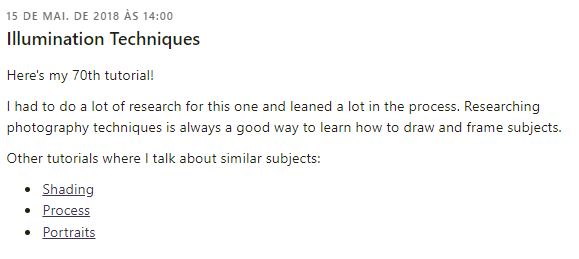 15 DE MAI. DE 2018 ÀS 14:00
Illumination Techniques
Here's my 70th tutorial!
I had to do a lot of research for this one and leaned a lot in the process. Researching
photography techniques is always a good way to learn how to draw and frame subjects.
Other tutorials where I talk about similar subjects:
• Shading
• Process
• Portraits